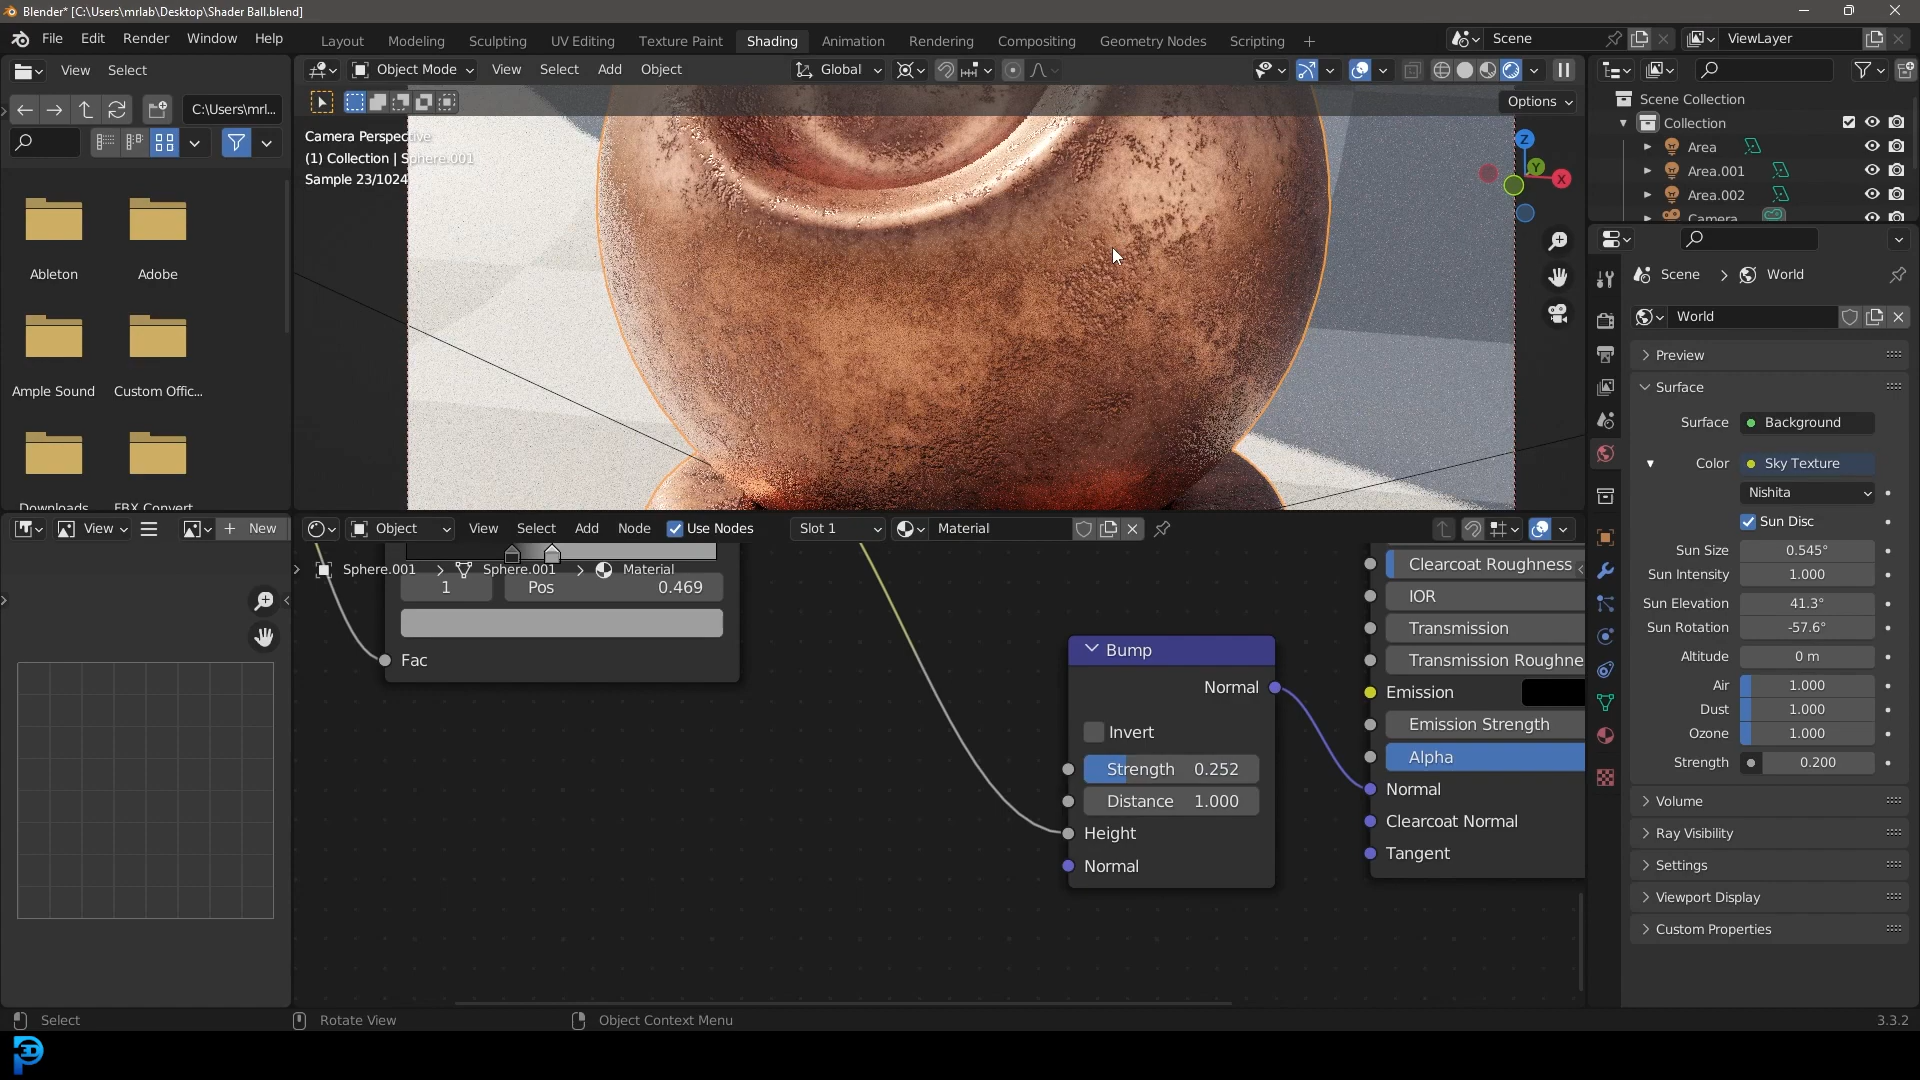 Blender* [C:\Users\mrlab\Desktop\Shader Ball.blend]
File Edit Render Window Help
Layout Modeling Sculpting UV Editing Texture Paint Shading Animation Rendering Compositing Geometry Nodes Scripting +
Scene
ViewLayer
View Select
Object Mode View Select Add Object
Global
C:\Users\mrl...
Options
Camera Perspective
(1) Collection | Sphere.001
Sample 23/1024
Z
Y
X
Scene Collection
Collection
Area
Area.001
Area.002
Camera
Ableton
Adobe
Ample Sound
Custom Offic...
Downloads
FBX Convert
Scene > World
World
Preview
Surface
Surface Background
Color Sky Texture
Nishita
Sun Disc
Sun Size 0.545°
Sun Intensity 1.000
Sun Elevation 41.3°
Sun Rotation -57.6°
Altitude 0 m
Air 1.000
Dust 1.000
Ozone 1.000
Strength 0.200
Volume
Ray Visibility
Settings
Viewport Display
Custom Properties
View
New
Object View Select Add Node Use Nodes Slot 1 Material
Sphere.001 > Sphere.001 > Material
1 Pos 0.469
Fac
Bump
Normal
Invert
Strength 0.252
Distance 1.000
Height
Normal
Clearcoat Roughness
IOR
Transmission
Transmission Roughne
Emission
Emission Strength
Alpha
Normal
Clearcoat Normal
Tangent
Select
Rotate View
Object Context Menu
3.3.2